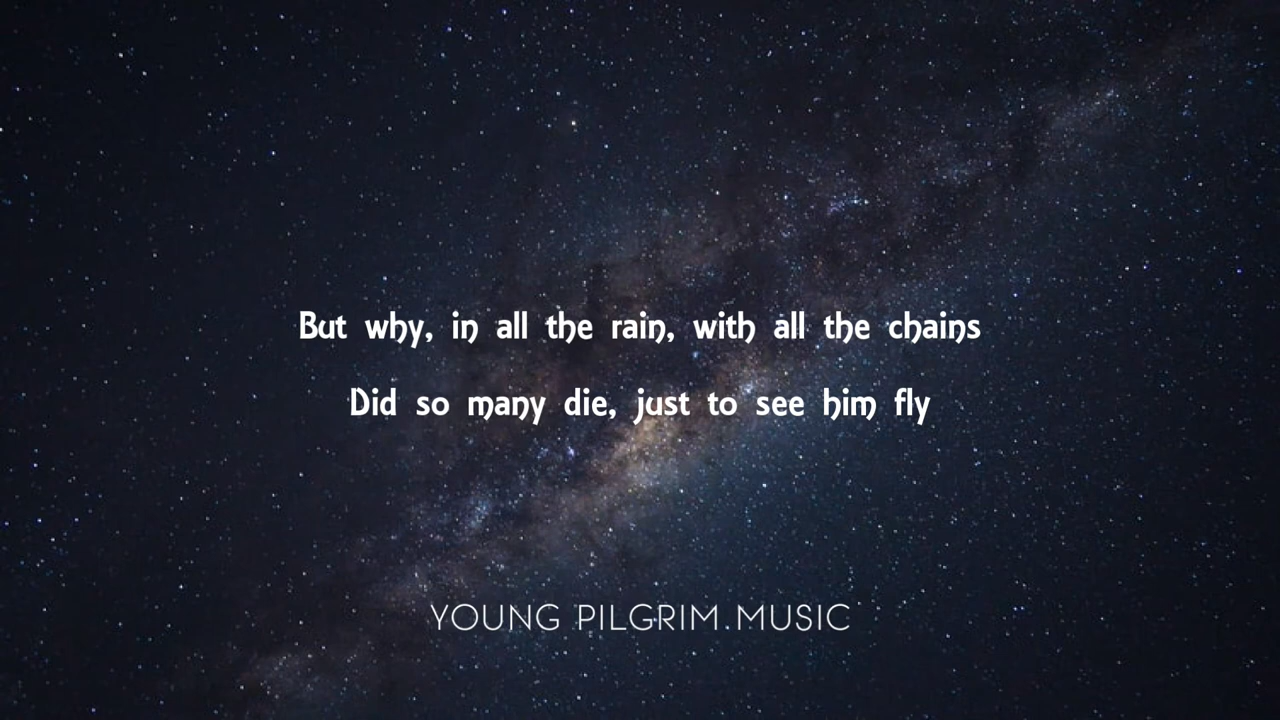 But why, in all the rain, with all the chains
Did so many die, just to see him fly
YOUNG PILGRIM.MUSIC